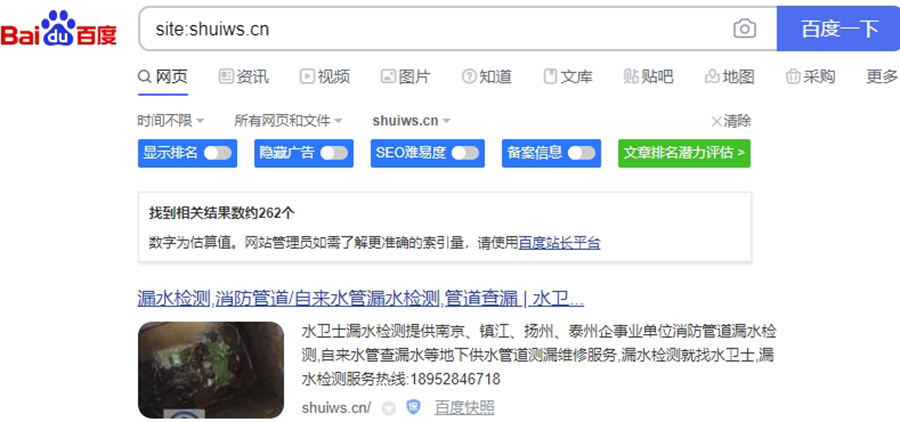 Bai du 百度
site:shuiws.cn
百度一下
网页 资讯 视频 图片 知道 文库 贴吧 地图 采购 更多
时间不限 所有网页和文件 shuiws.cn 清除
显示排名 隐藏广告 SEO难易度 备案信息 文章排名潜力评估 >
找到相关结果数约262个
数字为估算值。网站管理员如需了解更准确的索引量，请使用百度站长平台
漏水检测,消防管道/自来水管漏水检测,管道查漏 | 水卫...
水卫士漏水检测提供南京、镇江、扬州、泰州企事业单位消防管道漏水检
测,自来水管查漏水等地下供水管道测漏维修服务,漏水检测就找水卫士,漏
水检测服务热线:18952846718
shuiws.cn/ 百度快照